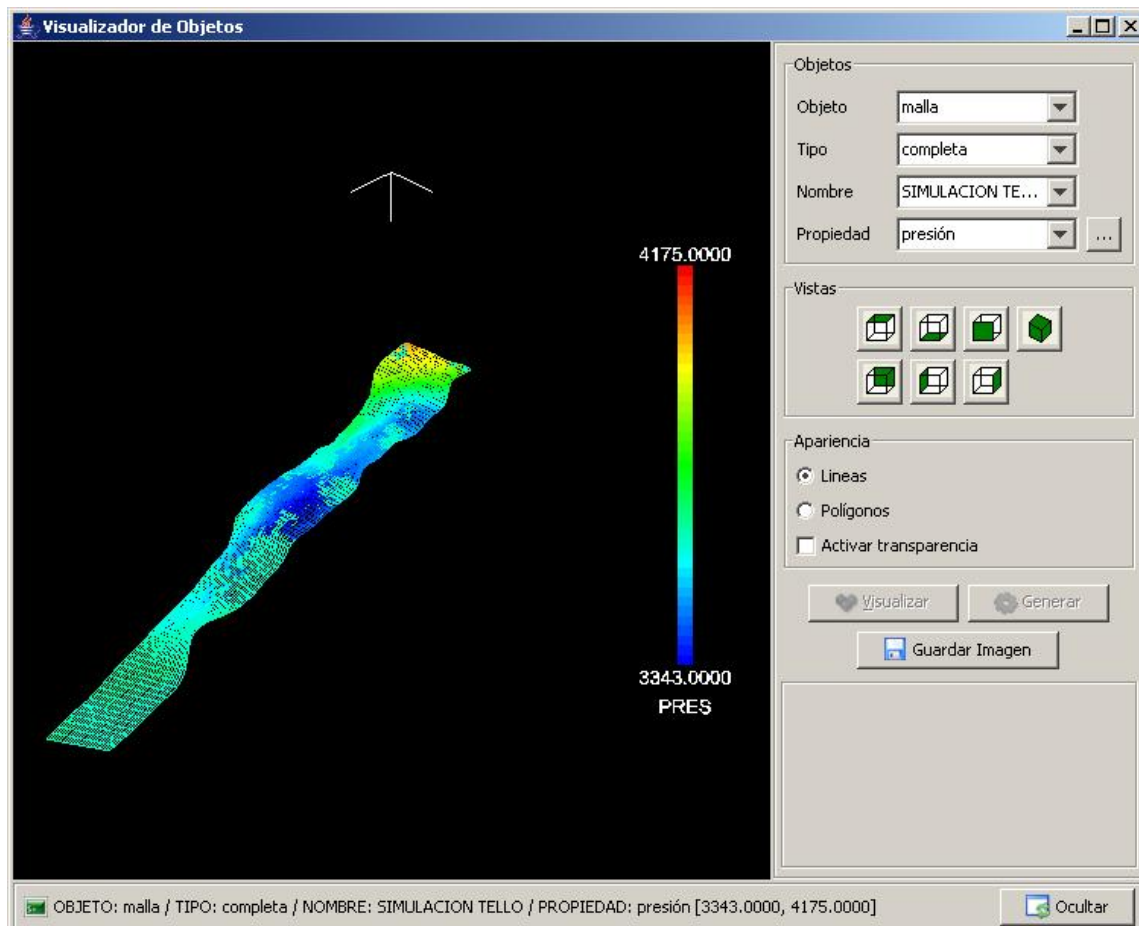 Visualizador de Objetos
Objetos
Objeto malla
Tipo completa
Nombre SIMULACION TE...
Propiedad presión ...
4175.0000
3343.0000
PRES
Vistas
Apariencia
Lineas
Polígonos
Activar transparencia
Visualizar Generar
Guardar Imagen
OBJETO: malla / TIPO: completa / NOMBRE: SIMULACION TELLO / PROPIEDAD: presión [3343.0000, 4175.0000]
Ocultar